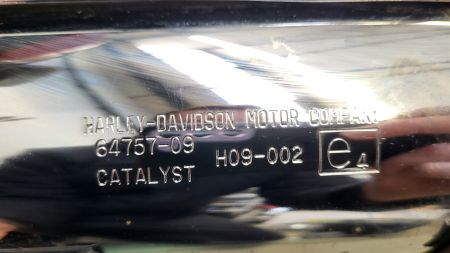 HARLEY-DAVIDSON MOTOR COMPANY
64757-09
CATALYST H09-002 e4